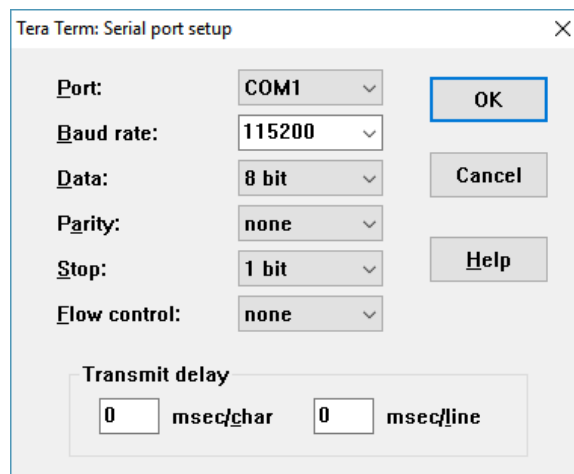 Tera Term: Serial port setup
Port: COM1 OK
Baud rate: 115200
Data: 8 bit Cancel
Parity: none
Stop: 1 bit Help
Flow control: none
Transmit delay
0 msec/char 0 msec/line